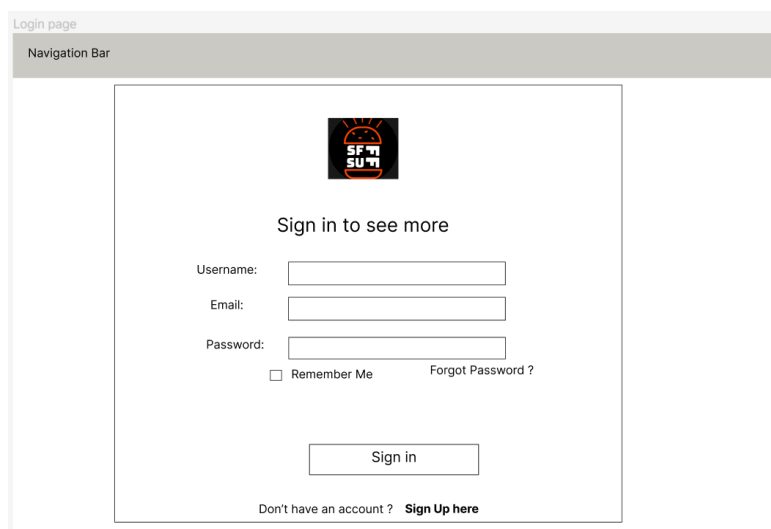 Login page
Navigation Bar
SF FF
SU
Sign in to see more
Username:
Email:
Password:
Remember Me
Forgot Password ?
Sign in
Don't have an account ? Sign Up here